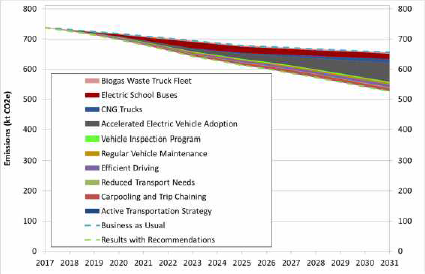 800
700
600
500
400
300
200
100
0
Emissions (kt CO2e)
Biogas Waste Truck Fleet
Electric School Buses
CNG Trucks
Accelerated Electric Vehicle Adoption
Vehicle Inspection Program
Regular Vehicle Maintenance
Efficient Driving
Reduced Transport Needs
Carpooling and Trip Chaining
Active Transportation Strategy
Business as Usual
Results with Recommendations
800
700
600
500
400
300
200
100
0
2017 2018 2019 2020 2021 2022 2023 2024 2025 2026 2027 2028 2029 2030 2031